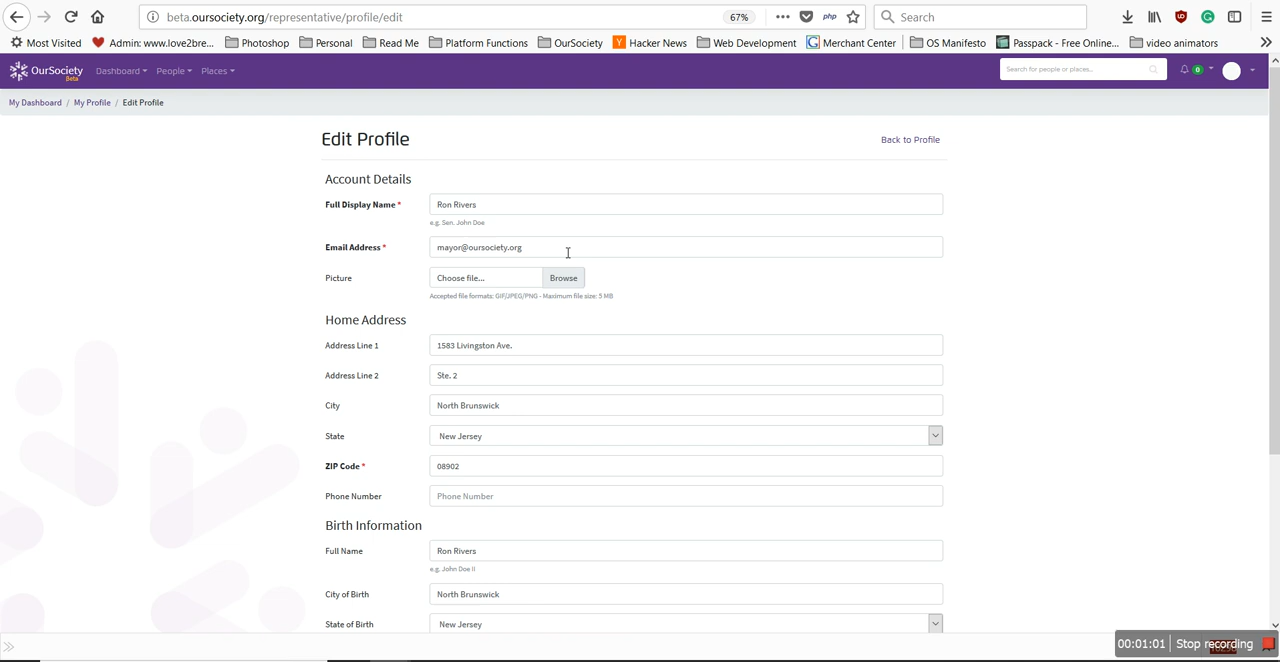 beta.oursociety.org/representative/profile/edit 67% ••• php Search
Most Visited Admin: www.love2bre... Photoshop Personal Read Me Platform Functions OurSociety Hacker News Web Development Merchant Center OS Manifesto Passpack - Free Online... video animators
OurSociety Dashboard People Places Search for people or places... 0
Beta
My Dashboard / My Profile / Edit Profile
Edit Profile Back to Profile
Account Details
Full Display Name * Ron Rivers
e.g. Sen. John Doe
Email Address * mayor@oursociety.org
Picture Choose file... Browse
Accepted file formats: GIF/JPEG/PNG - Maximum file size: 5 MB
Home Address
Address Line 1 1583 Livingston Ave.
Address Line 2 Ste. 2
City North Brunswick
State New Jersey
ZIP Code * 08902
Phone Number Phone Number
Birth Information
Full Name Ron Rivers
e.g. John Doe II
City of Birth North Brunswick
State of Birth New Jersey
00:01:01 Stop recording